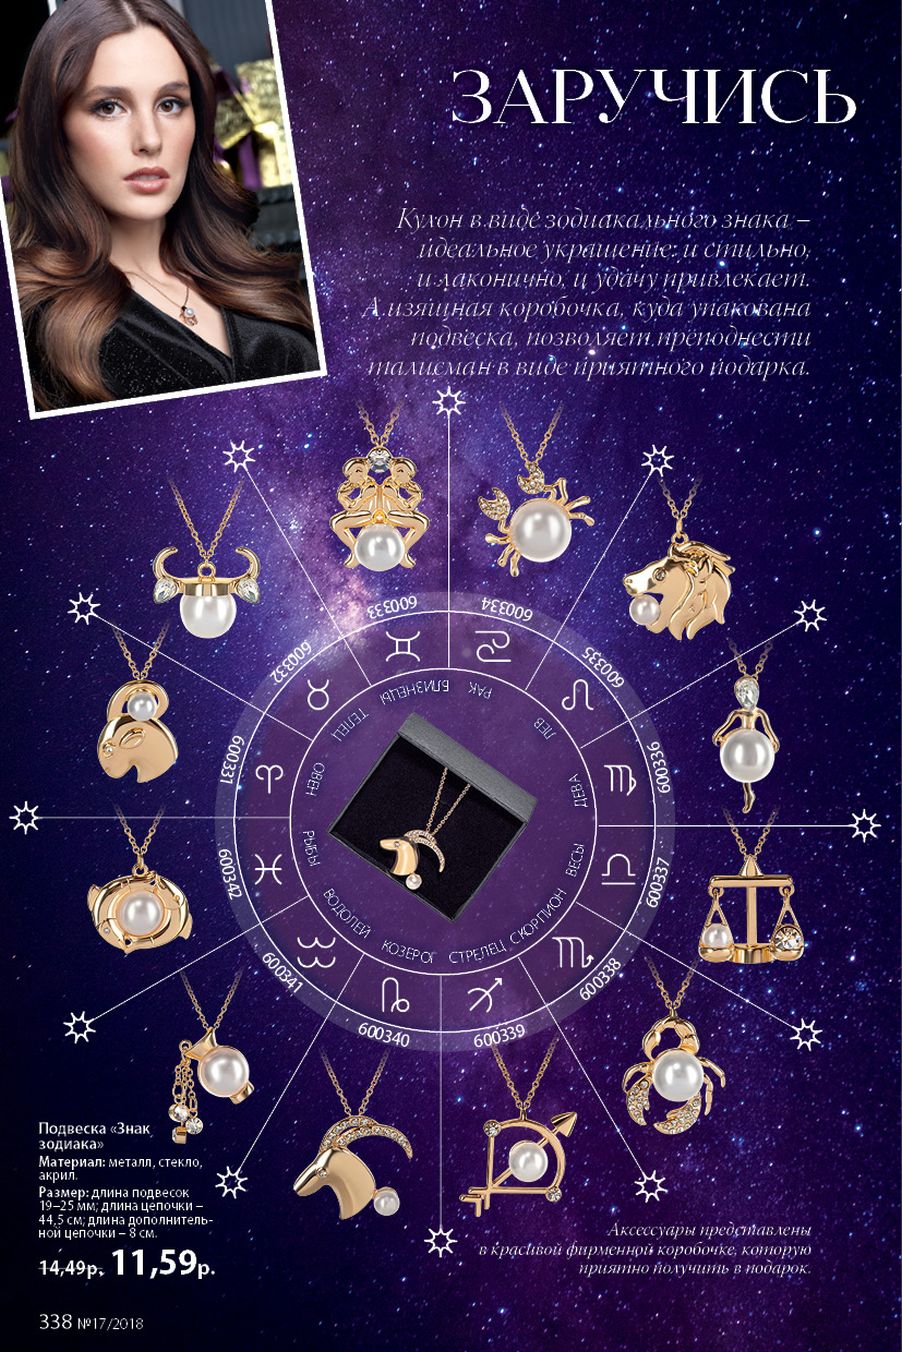 ЗАРУЧИСЬ
Кулон в виде зодиакального знака –
идеальное украшение: и стильно,
и лаконично, и удачу привлекает.
А изящная коробочка, куда упакована
подвеска, позволяет преподнести
талисман в виде приятного подарка.
600333
600334
600332
600335
600331
600336
600342
600337
600341
600338
600340
600339
БЛИЗНЕЦЫ
РАК
ТЕЛЕЦ
ЛЕВ
ОВЕН
ДЕВА
РЫБЫ
ВЕСЫ
ВОДОЛЕЙ
СКОРПИОН
КОЗЕРОГ
СТРЕЛЕЦ
Подвеска «Знак
зодиака»
Материал: металл, стекло,
акрил.
Размер: длина подвесок
19–25 мм; длина цепочки –
44,5 см; длина дополнитель-
ной цепочки – 8 см.
14,49р. 11,59р.
Аксессуары представлены
в красивой фирменной коробочке, которую
приятно получить в подарок.
338 №17/2018